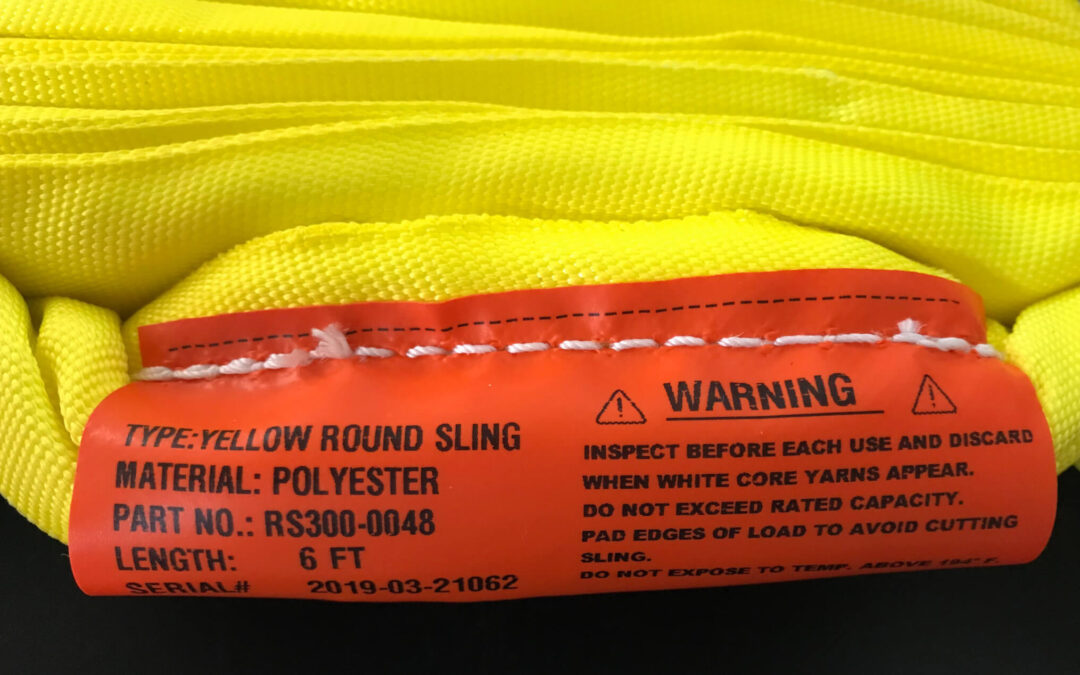 TYPE:YELLOW ROUND SLING
MATERIAL: POLYESTER
PART NO.: RS300-0048
LENGTH: 6 FT
SERIAL# 2019-03-21062
WARNING
INSPECT BEFORE EACH USE AND DISCARD
WHEN WHITE CORE YARNS APPEAR.
DO NOT EXCEED RATED CAPACITY.
PAD EDGES OF LOAD TO AVOID CUTTING
SLING.
DO NOT EXPOSE TO TEMP. ABOVE 194° F.